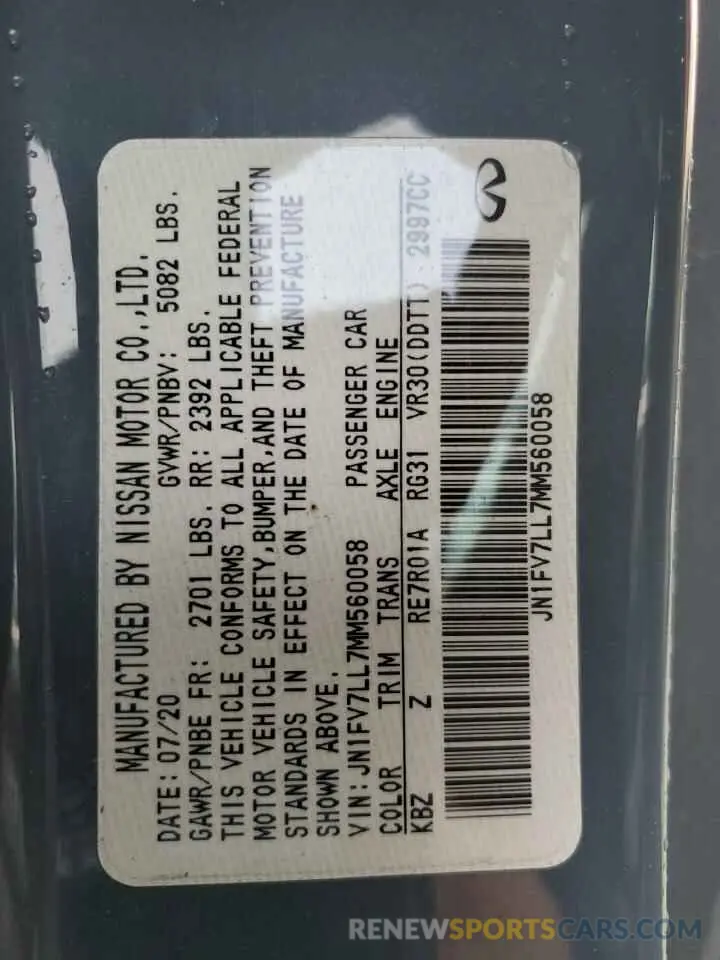 MANUFACTURED BY NISSAN MOTOR CO.,LTD.
DATE: 07/20 GVWR/PNBV: 5082 LBS.
GAWR/PNBE FR: 2701 LBS. RR: 2392 LBS.
THIS VEHICLE CONFORMS TO ALL APPLICABLE FEDERAL
MOTOR VEHICLE SAFETY,BUMPER,AND THEFT PREVENTION
STANDARDS IN EFFECT ON THE DATE OF MANUFACTURE
SHOWN ABOVE.
VIN: JN1FV7LL7MM560058 PASSENGER CAR
COLOR TRIM TRANS AXLE ENGINE
KBZ Z RE7R01A RG31 VR30(DDTT) 2997CC
JN1FV7LL7MM560058
RENEWSPORTSCARS.COM